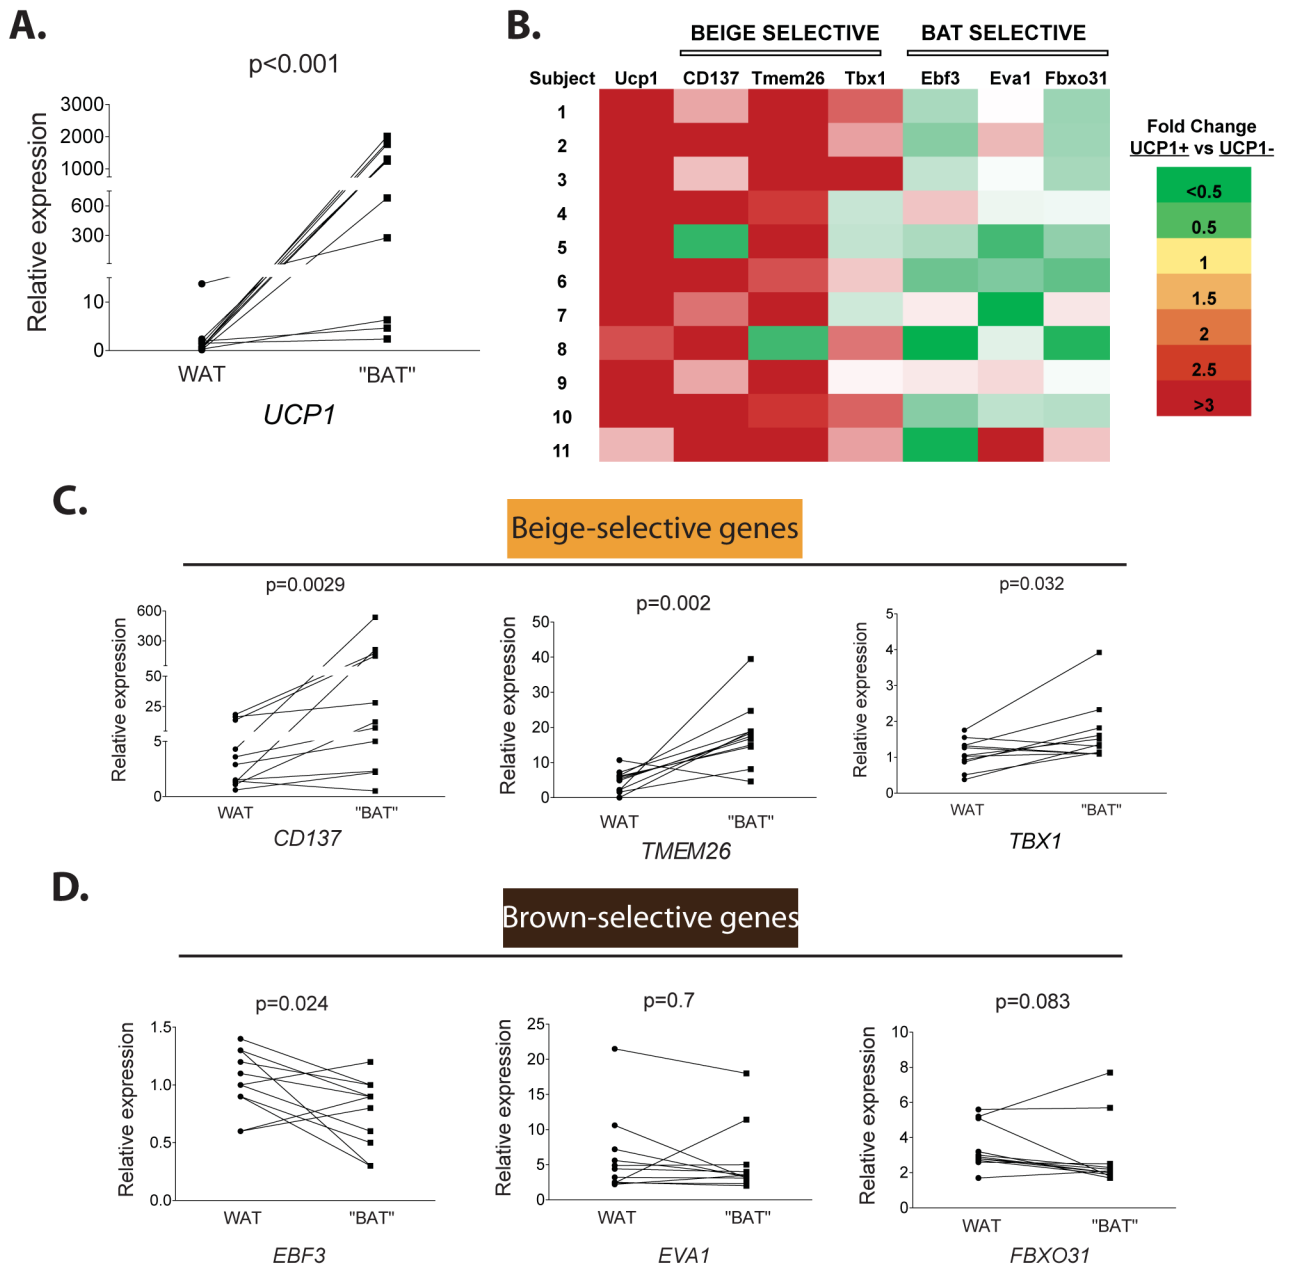 A.
p<0.001
Relative expression
Relative expression
3000
2000
1000
600
300
10
0
WAT
"BAT"
UCP1
B.
BEIGE SELECTIVE
BAT SELECTIVE
Subject Ucp1 CD137 Tmem26 Tbx1 Ebf3 Eva1 Fbxo31
1
2
3
4
5
6
7
8
9
10
11
Fold Change
UCP1+ vs UCP1-
<0.5
0.5
1
1.5
2
2.5
>3
C.
Beige-selective genes
p=0.0029
Relative expression
600
300
50
25
5
0
WAT
"BAT"
CD137
p=0.002
Relative expression
50
40
30
20
10
0
WAT
"BAT"
TMEM26
p=0.032
Relative expression
5
4
3
2
1
0
WAT
"BAT"
TBX1
D.
Brown-selective genes
p=0.024
Relative expression
1.5
1.0
0.5
0.0
WAT
"BAT"
EBF3
p=0.7
Relative expression
25
20
15
10
5
0
WAT
"BAT"
EVA1
p=0.083
Relative expression
10
8
6
4
2
0
WAT
"BAT"
FBXO31